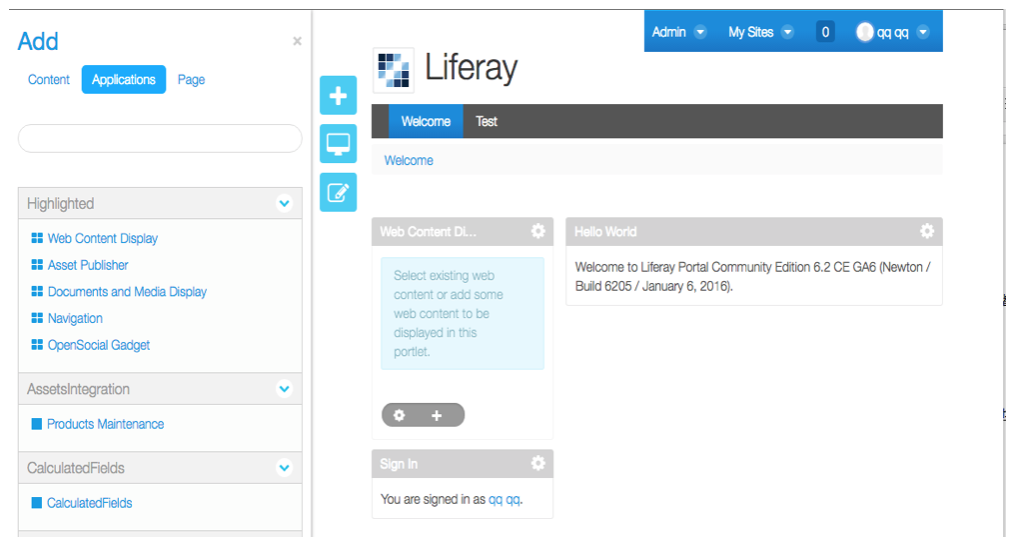 Add
×
Content Applications Page
Highlighted
Web Content Display
Asset Publisher
Documents and Media Display
Navigation
OpenSocial Gadget
AssetsIntegration
Products Maintenance
CalculatedFields
CalculatedFields
Admin My Sites 0 qq qq
Liferay
Welcome Test
Welcome
Web Content Di...
Select existing web
content or add some
web content to be
displayed in this
portlet.
Sign In
You are signed in as qq qq.
Hello World
Welcome to Liferay Portal Community Edition 6.2 CE GA6 (Newton /
Build 6205 / January 6, 2016).